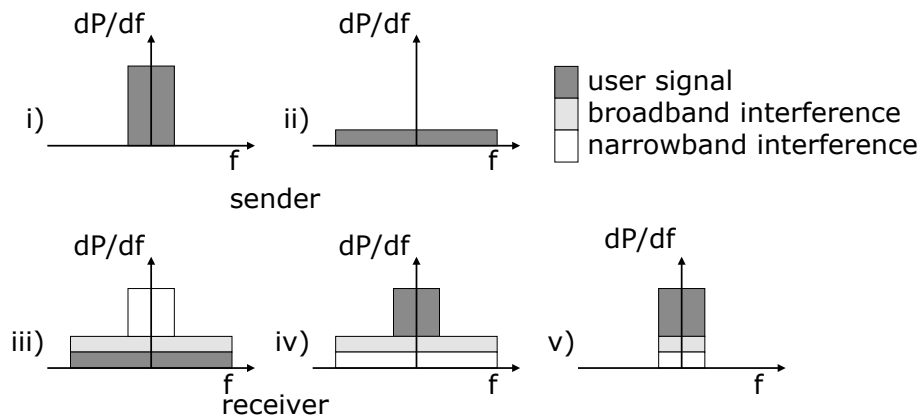 dP/df
i)
f
dP/df
ii)
f
user signal
broadband interference
narrowband interference
sender
dP/df
iii)
f
dP/df
iv)
f
dP/df
v)
f
receiver